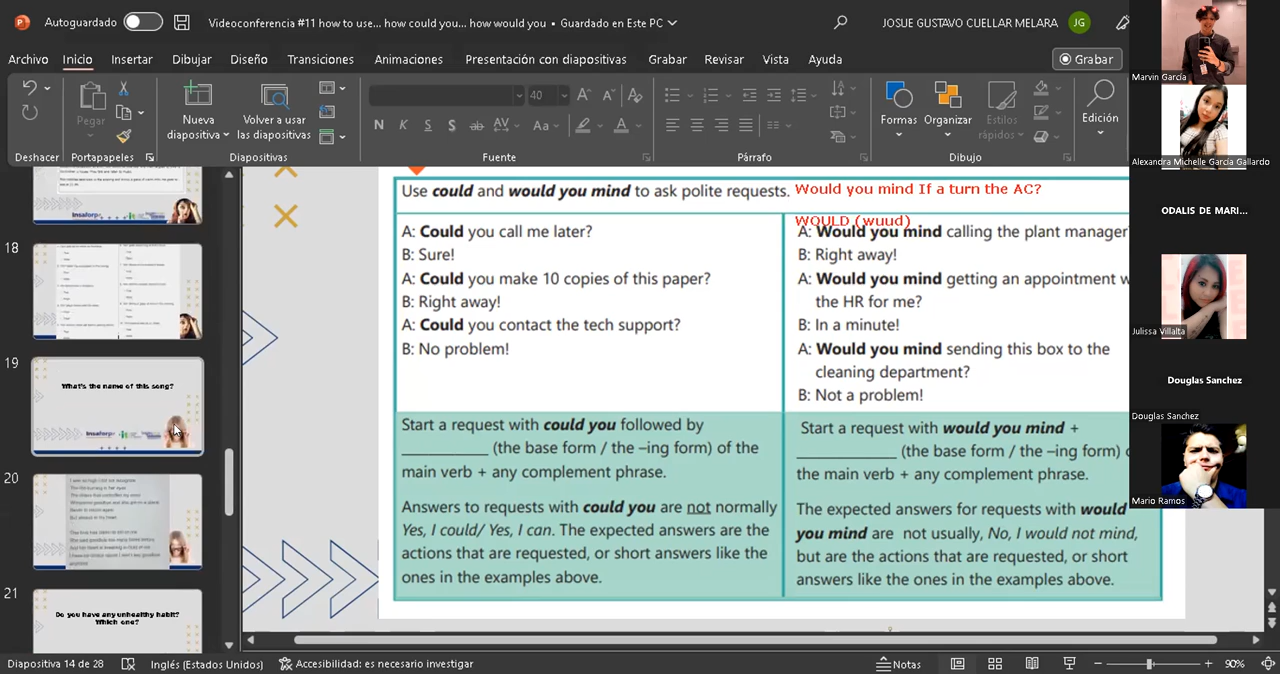 Autoguardado
Videoconferencia #11 how to use... how could you... how would you • Guardado en Este PC
JOSUE GUSTAVO CUELLAR MELARA
JG
Archivo Inicio Insertar Dibujar Diseño Transiciones Animaciones Presentación con diapositivas Grabar Revisar Vista Ayuda
Grabar
Marvin García
Pegar
Nueva diapositiva
Volver a usar las diapositivas
40
N K S S ab AV Aa A
Formas
Organizar
Estilos rápidos
Edición
Deshacer Portapapeles Diapositivas Fuente Párrafo Dibujo
Alexandra Michelle García Gallardo
ODALIS DE MARI...
Julissa Villalta
Douglas Sanchez
Douglas Sanchez
Mario Ramos
18
19
What's the name of this song?
Insaforp
20
21
Do you have any unhealthy habit?
Which one?
Use could and would you mind to ask polite requests. Would you mind If a turn the AC?
WOULD (wuud)
A: Could you call me later?
B: Sure!
A: Could you make 10 copies of this paper?
B: Right away!
A: Could you contact the tech support?
B: No problem!
A: Would you mind calling the plant manager
B: Right away!
A: Would you mind getting an appointment w
the HR for me?
B: In a minute!
A: Would you mind sending this box to the
cleaning department?
B: Not a problem!
Start a request with could you followed by
__________ (the base form / the –ing form) of the
main verb + any complement phrase.
Answers to requests with could you are not normally
Yes, I could/ Yes, I can. The expected answers are the
actions that are requested, or short answers like the
ones in the examples above.
Start a request with would you mind +
___________ (the base form / the –ing form)
the main verb + any complement phrase.
The expected answers for requests with would
you mind are not usually, No, I would not mind,
but are the actions that are requested, or short
answers like the ones in the examples above.
Diapositiva 14 de 28
Inglés (Estados Unidos)
Accesibilidad: es necesario investigar
Notas
90%